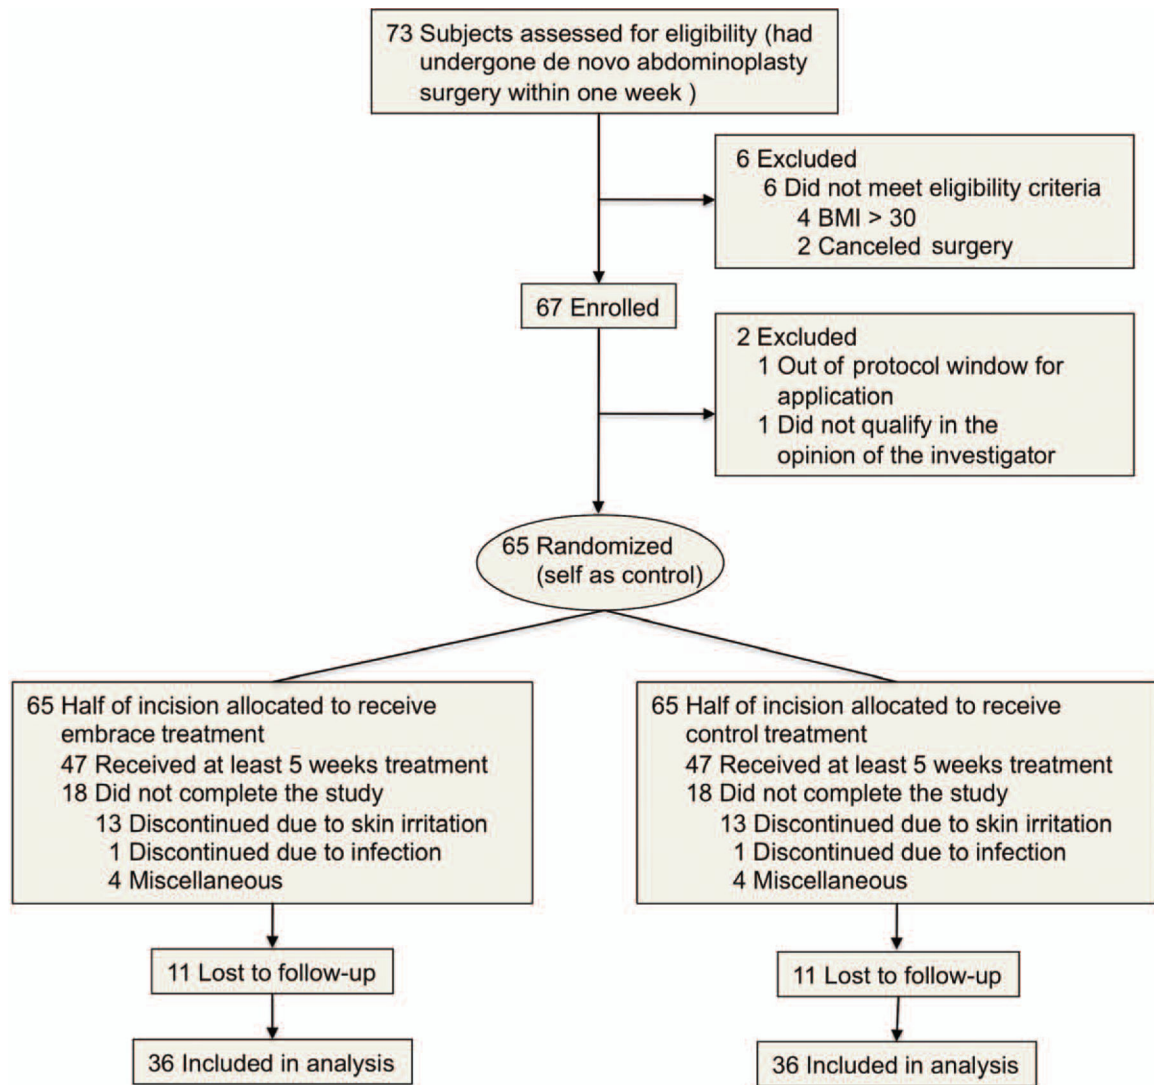 73 Subjects assessed for eligibility (had
undergone de novo abdominoplasty
surgery within one week )
6 Excluded
6 Did not meet eligibility criteria
4 BMI > 30
2 Canceled surgery
67 Enrolled
2 Excluded
1 Out of protocol window for
application
1 Did not qualify in the
opinion of the investigator
65 Randomized
(self as control)
65 Half of incision allocated to receive
embrace treatment
47 Received at least 5 weeks treatment
18 Did not complete the study
13 Discontinued due to skin irritation
1 Discontinued due to infection
4 Miscellaneous
11 Lost to follow-up
36 Included in analysis
65 Half of incision allocated to receive
control treatment
47 Received at least 5 weeks treatment
18 Did not complete the study
13 Discontinued due to skin irritation
1 Discontinued due to infection
4 Miscellaneous
11 Lost to follow-up
36 Included in analysis